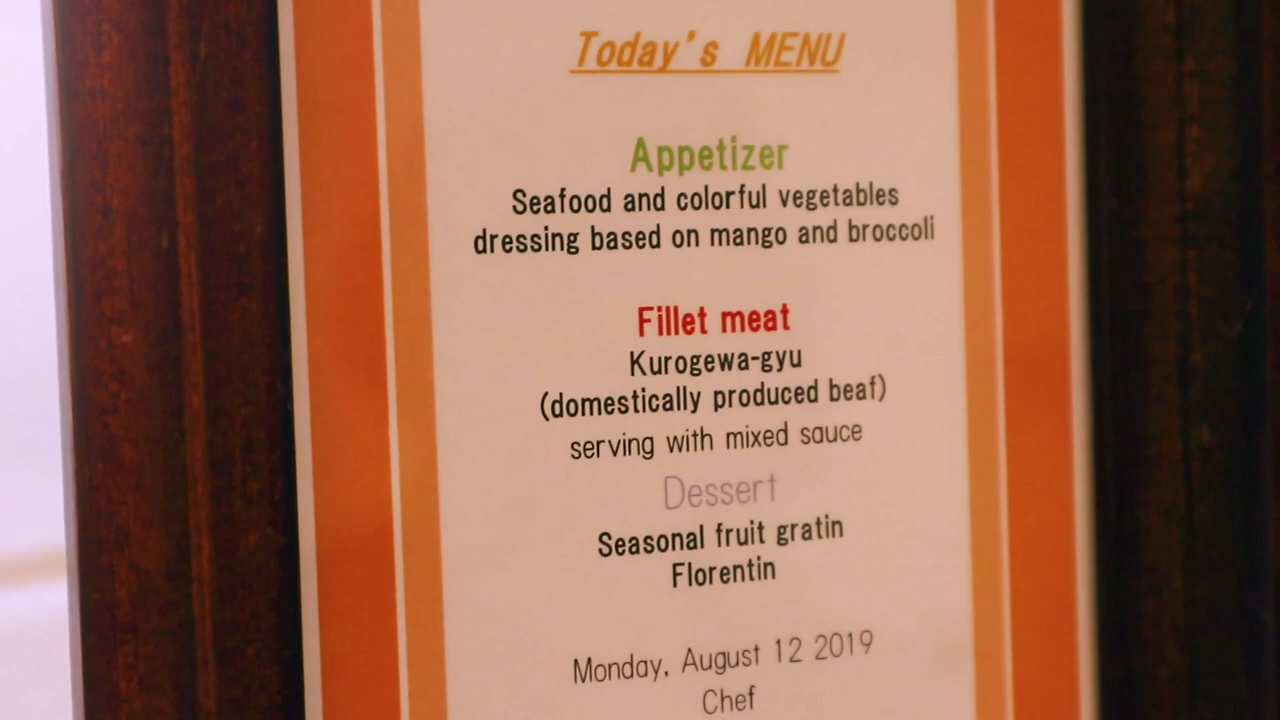 Today's MENU
Appetizer
Seafood and colorful vegetables
dressing based on mango and broccoli
Fillet meat
Kurogewa-gyu
(domestically produced beaf)
serving with mixed sauce
Dessert
Seasonal fruit gratin
Florentin
Monday, August 12 2019
Chef